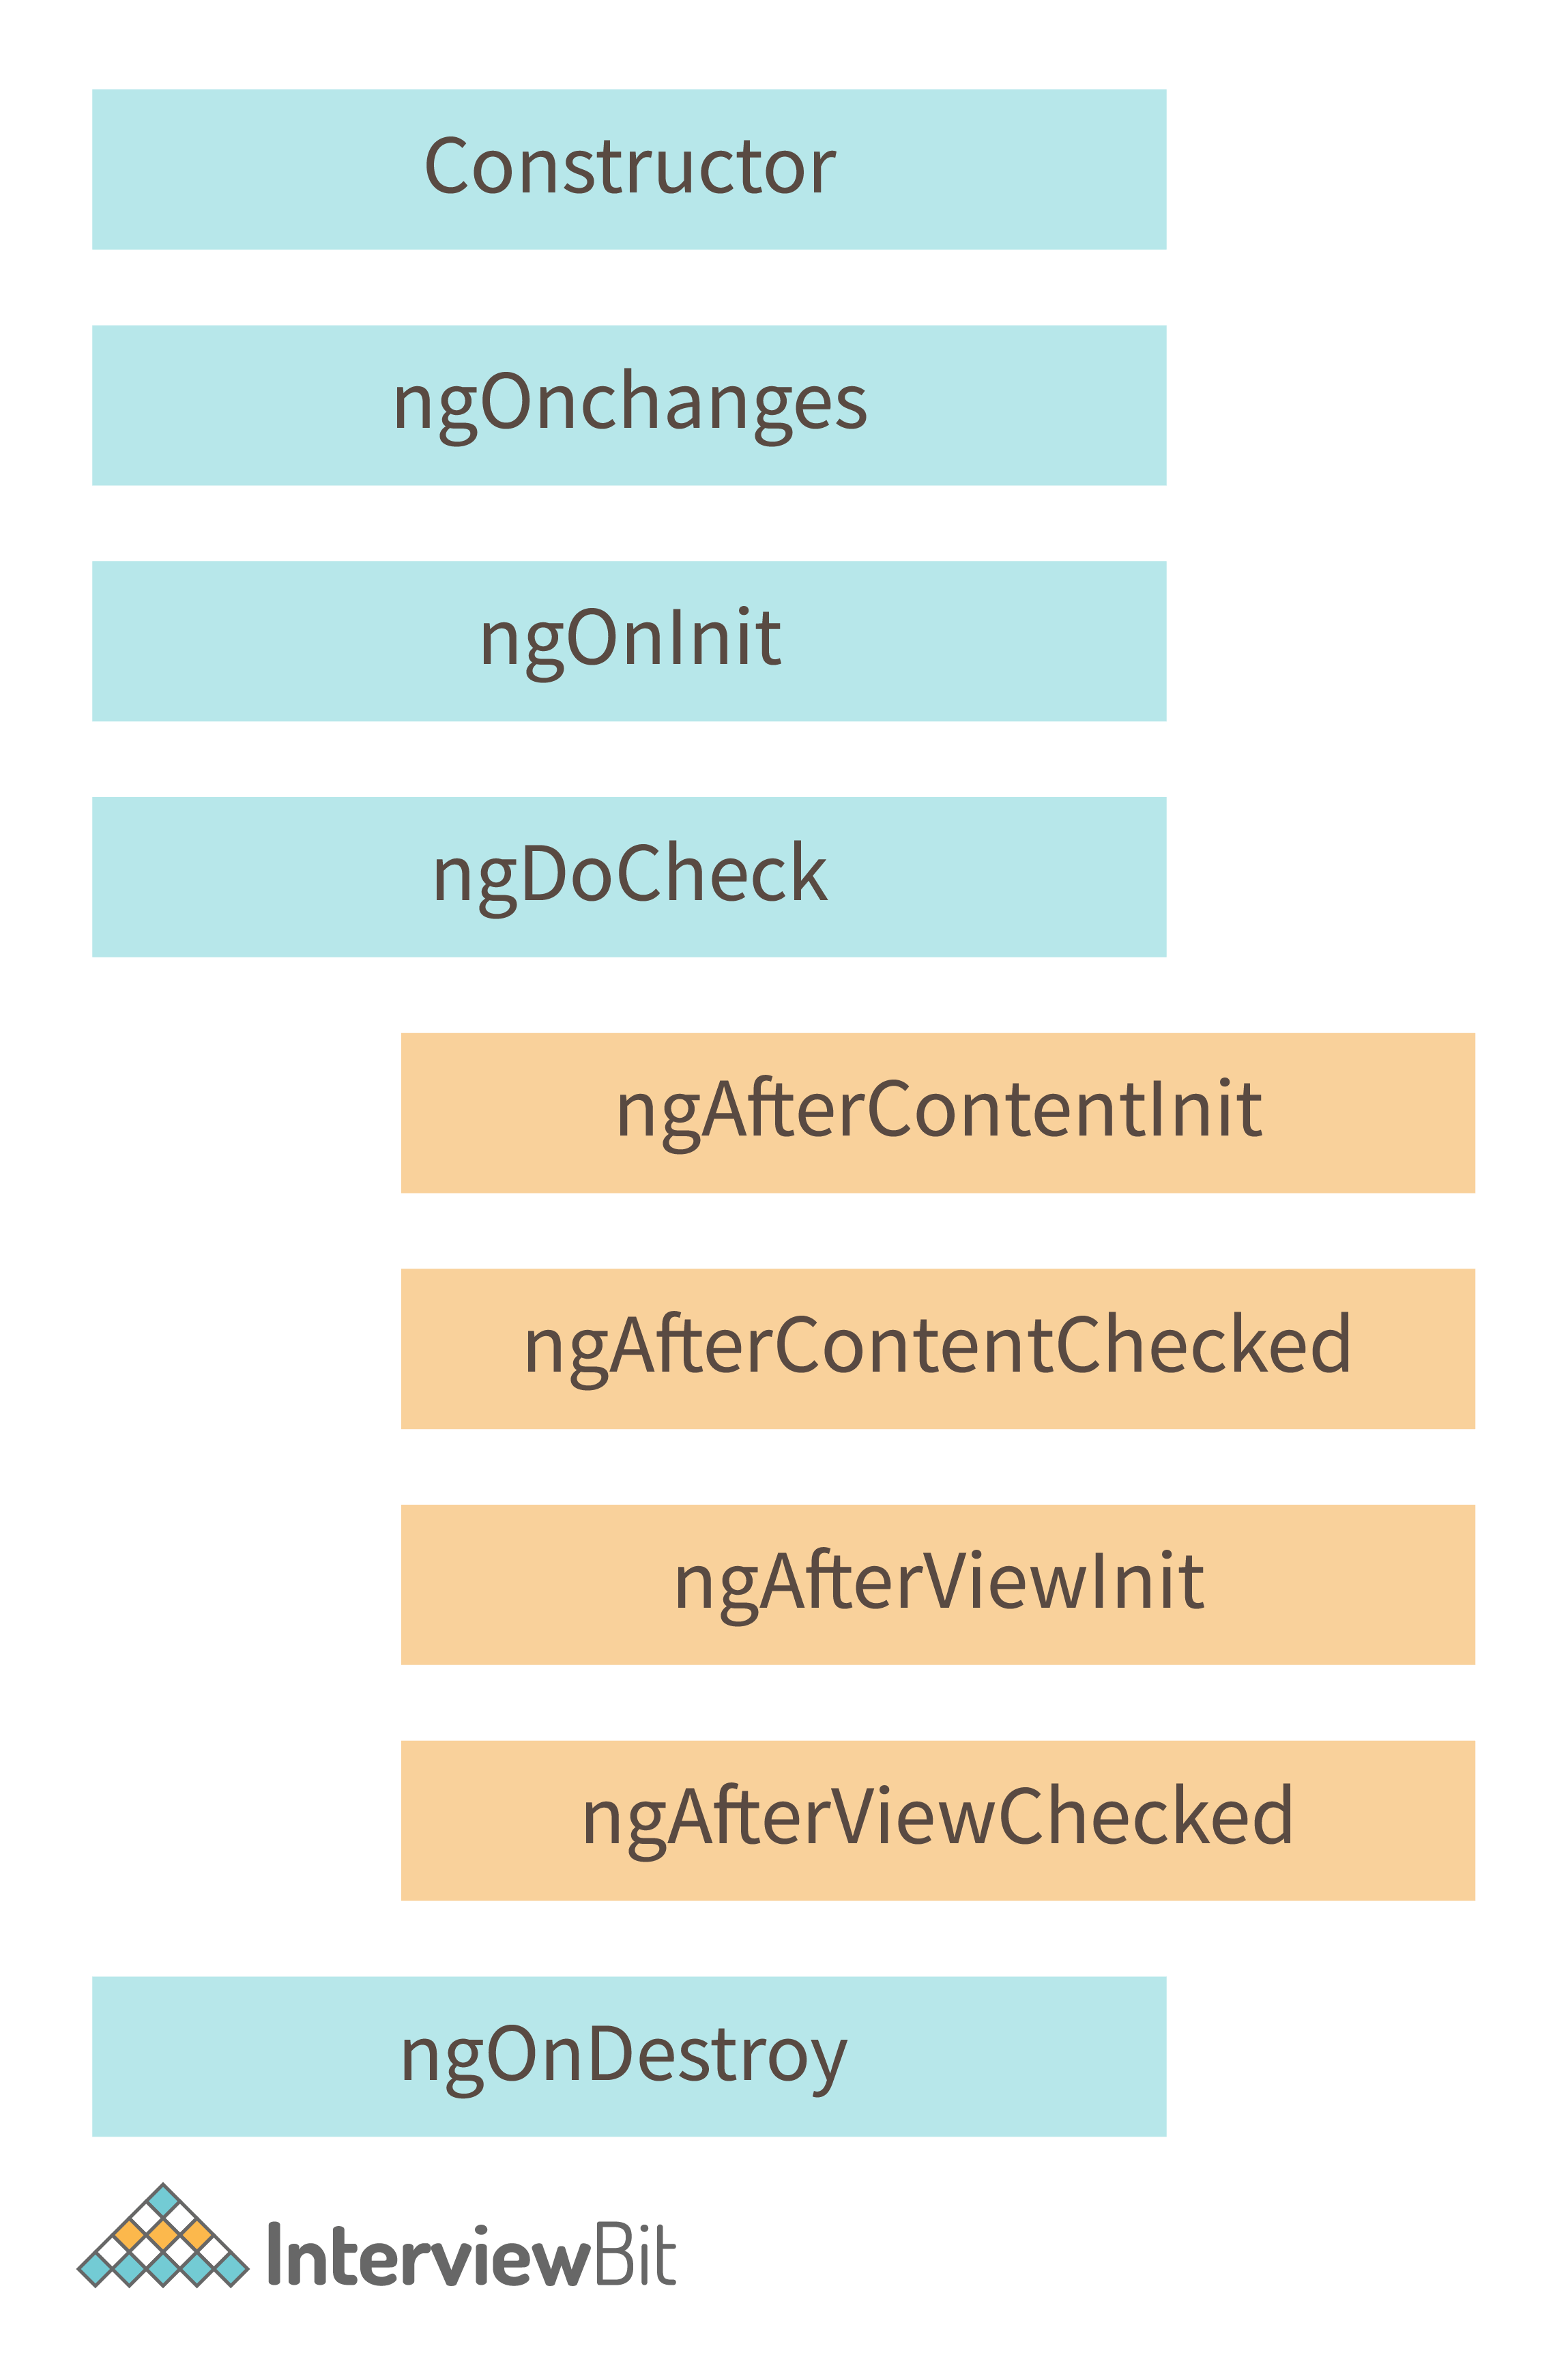 Constructor
ngOnchanges
ngOnInit
ngDoCheck
ngAfterContentInit
ngAfterContentChecked
ngAfterViewInit
ngAfterViewChecked
ngOnDestroy
InterviewBit